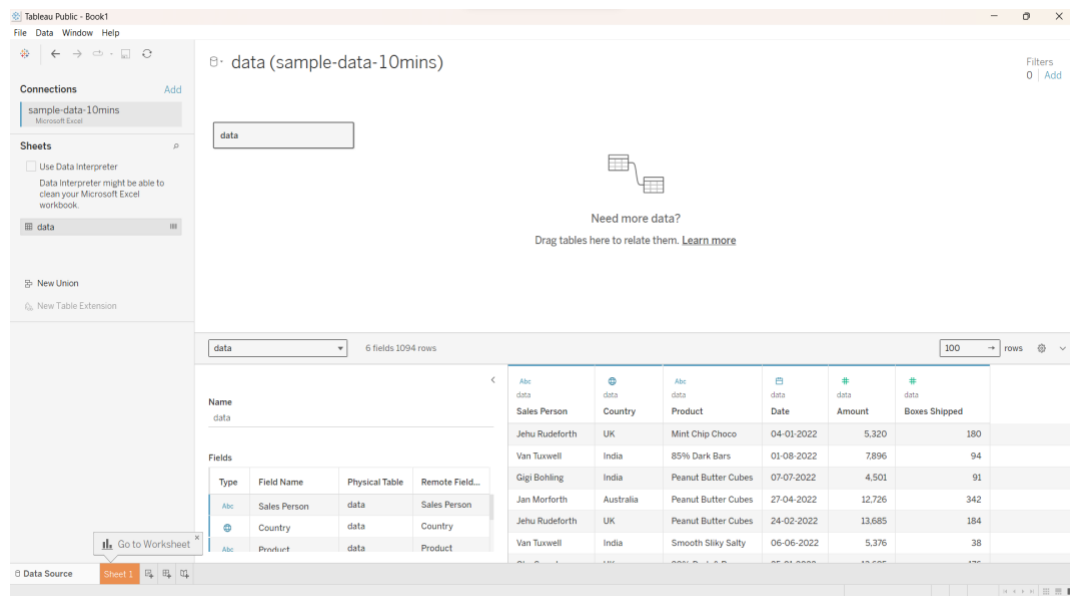 Tableau Public - Book1
File Data Window Help
Connections Add
sample-data-10mins
Microsoft Excel
Sheets
Use Data Interpreter
Data Interpreter might be able to
clean your Microsoft Excel
workbook.
data
New Union
New Table Extension
data (sample-data-10mins)
Filters
0 Add
data
Need more data?
Drag tables here to relate them. Learn more
data 6 fields 1094 rows 100 → rows
Name
data
Fields
Type Field Name Physical Table Remote Field...
Abc Sales Person data Sales Person
Country data Country
Abc Product data Product
Abc Abc # #
data data data data data data
Sales Person Country Product Date Amount Boxes Shipped
Jehu Rudeforth UK Mint Chip Choco 04-01-2022 5,320 180
Van Tuxwell India 85% Dark Bars 01-08-2022 7,896 94
Gigi Bohling India Peanut Butter Cubes 07-07-2022 4,501 91
Jan Morforth Australia Peanut Butter Cubes 27-04-2022 12,726 342
Jehu Rudeforth UK Peanut Butter Cubes 24-02-2022 13,685 184
Van Tuxwell India Smooth Sliky Salty 06-06-2022 5,376 38
Go to Worksheet ×
Data Source Sheet 1